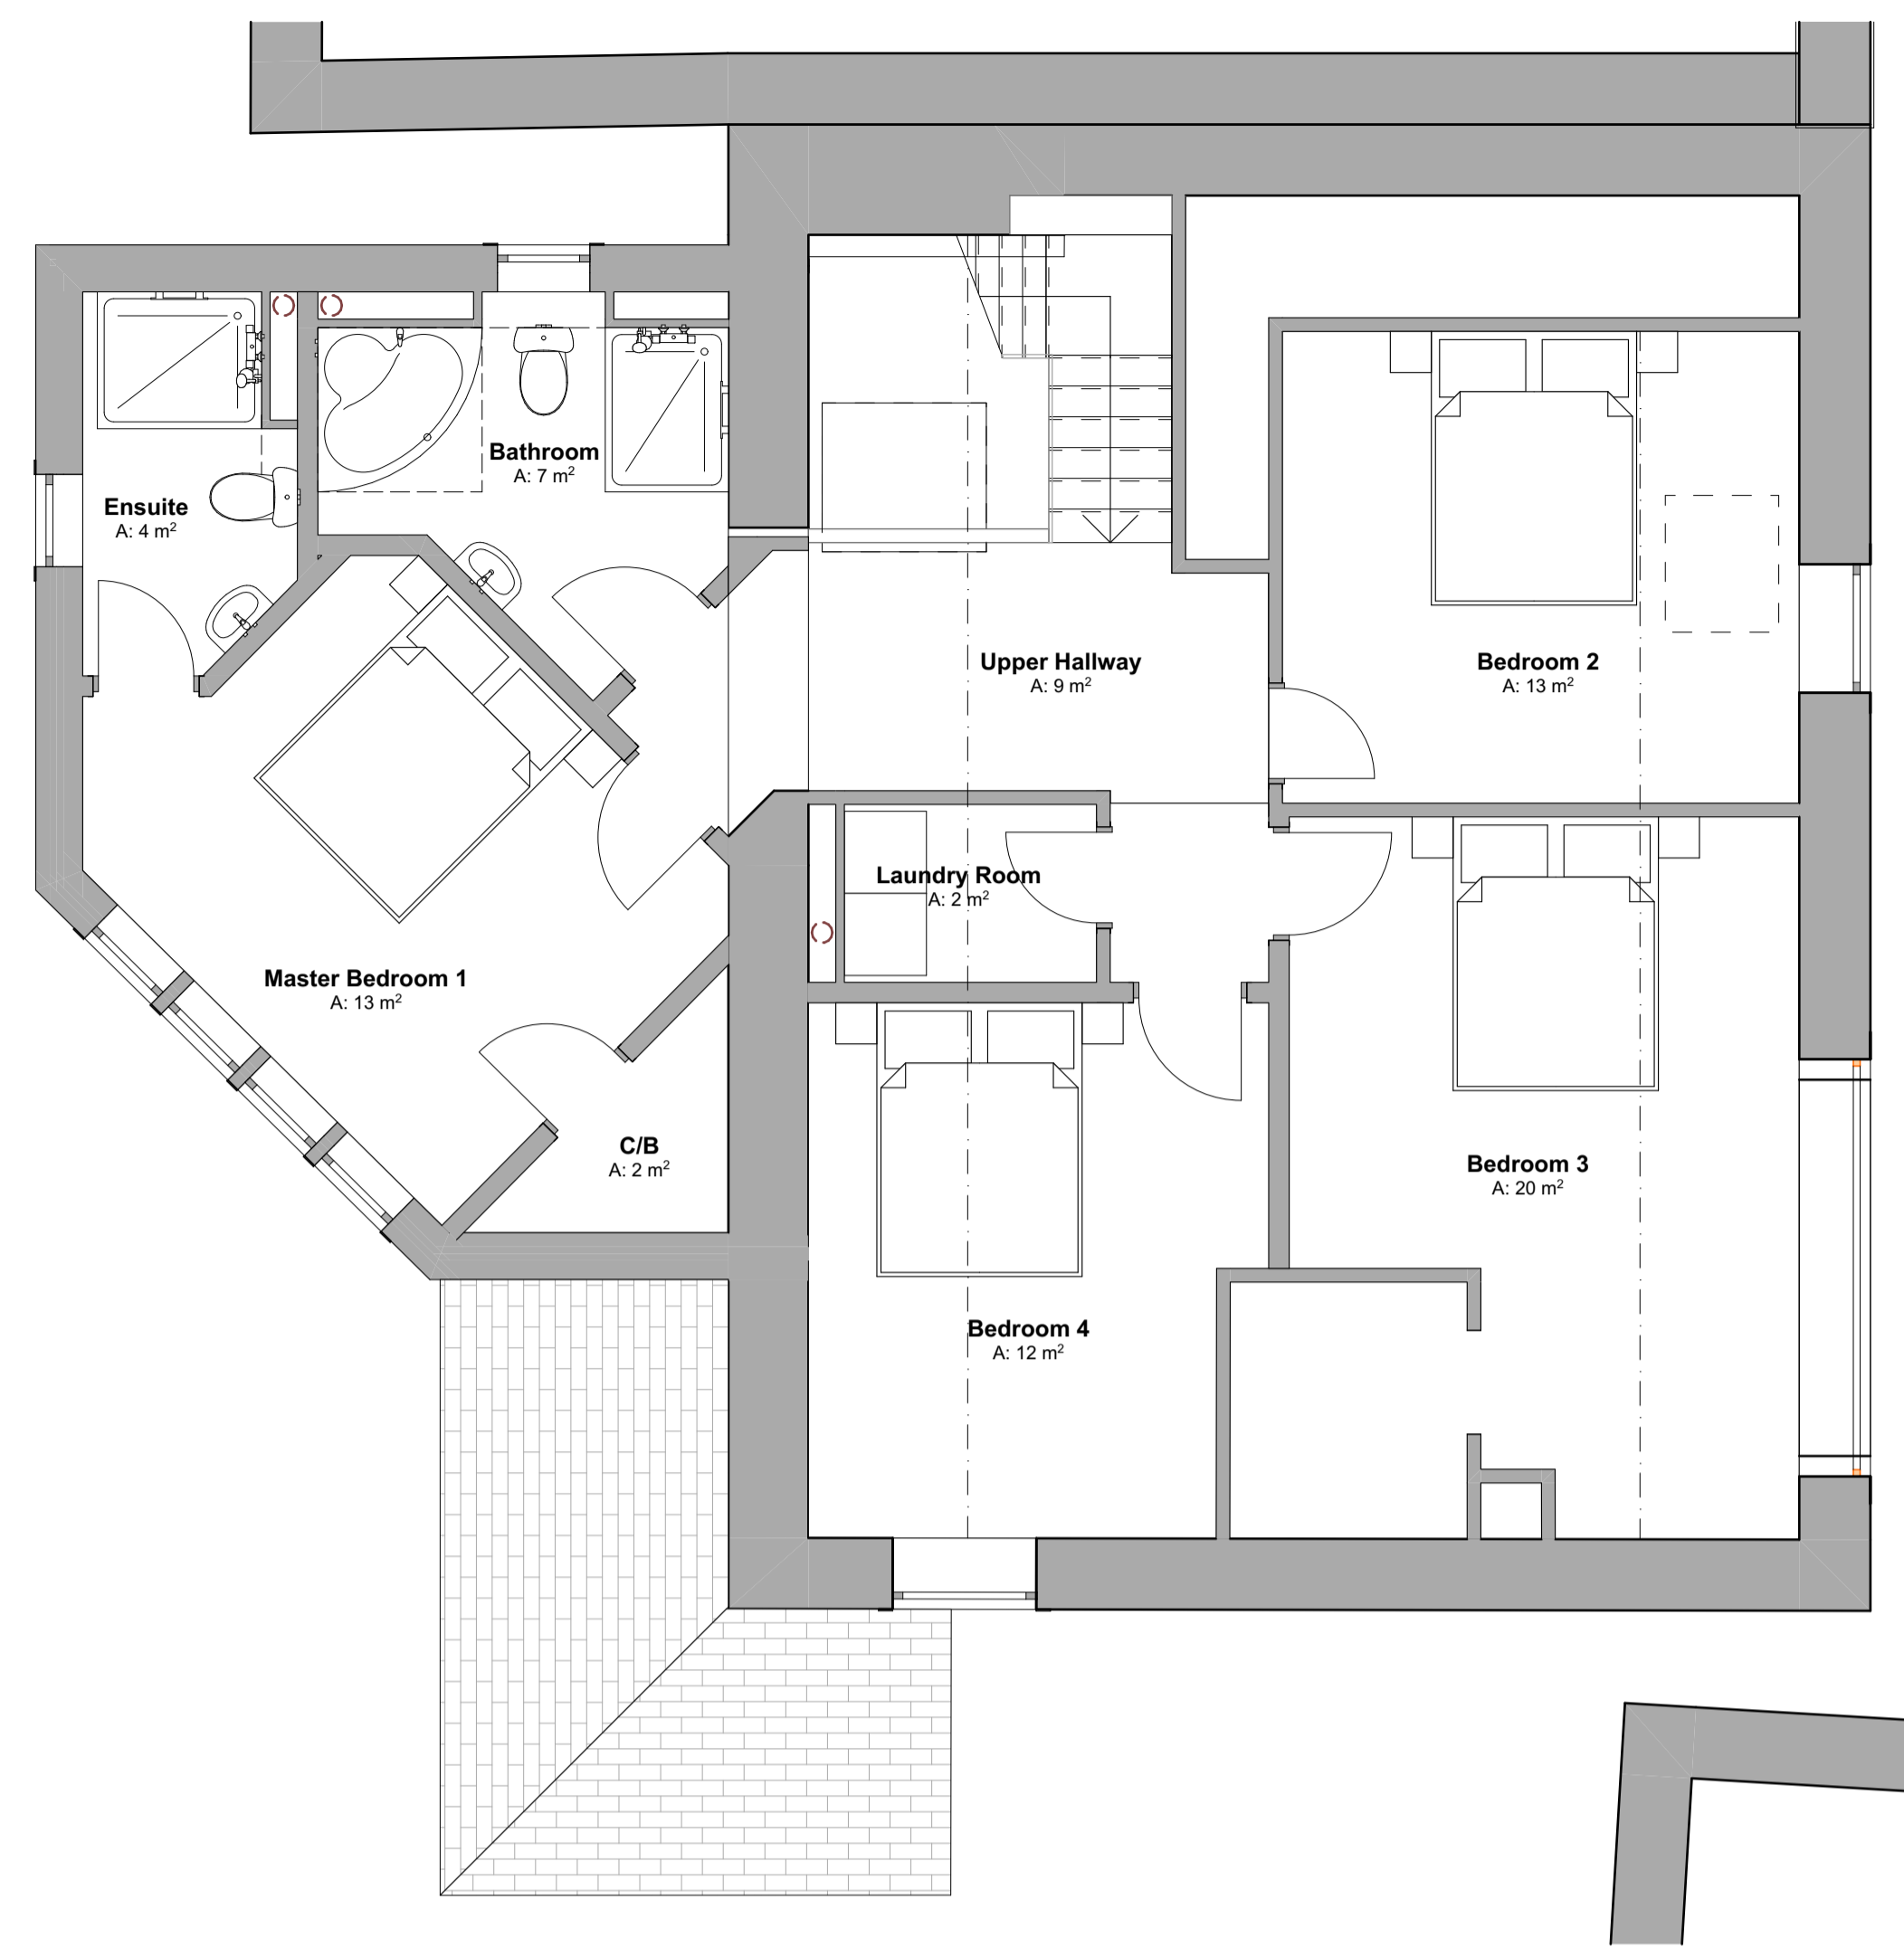 Bathroom
A: 7 m²
Ensuite
A: 4 m²
Upper Hallway
A: 9 m²
Bedroom 2
A: 13 m²
Laundry Room
A: 2 m²
Master Bedroom 1
A: 13 m²
C/B
A: 2 m²
Bedroom 3
A: 20 m²
Bedroom 4
A: 12 m²